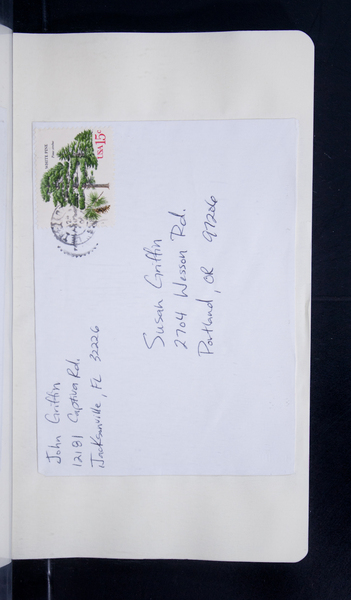 John Griffin
12181 Captiva Rd.
Jacksonville, FL 32226
WHITE PINE
USA 15c
Susan Griffin
2704 Wesson Rd.
Portland, OR 97206